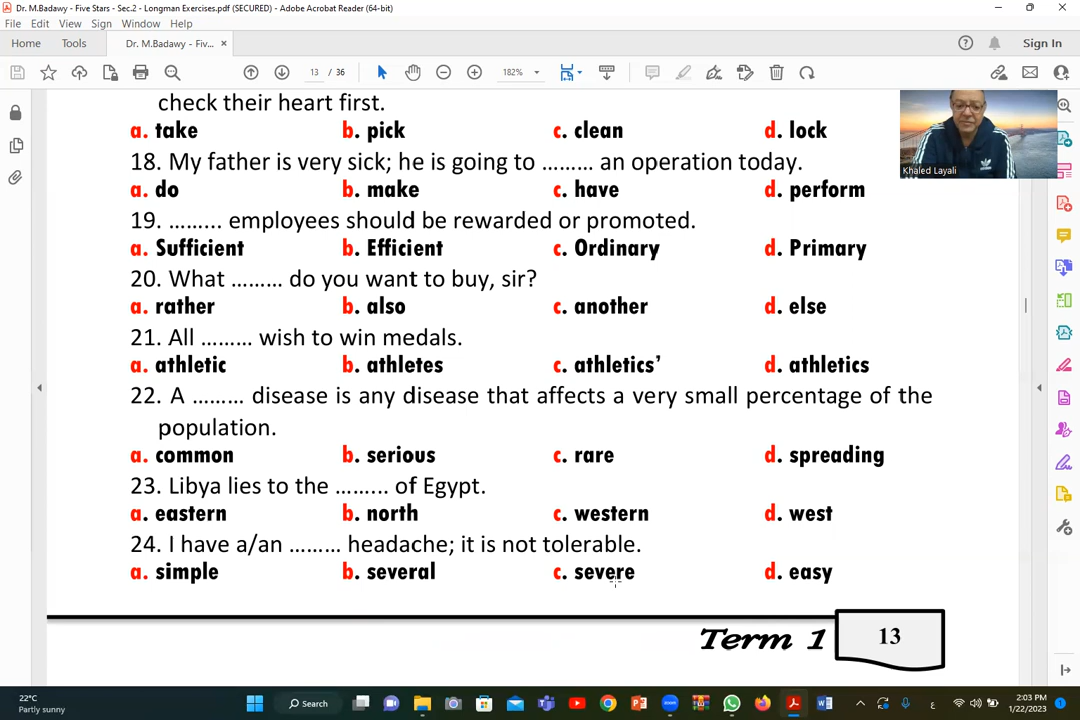 Dr. M.Badawy - Five Stars - Sec.2 - Longman Exercises.pdf (SECURED) - Adobe Acrobat Reader (64-bit)
File Edit View Sign Window Help
Home Tools Dr. M.Badawy - Fiv... × Sign In
13 / 36 182%
check their heart first.
a. take b. pick c. clean d. lock
18. My father is very sick; he is going to ......... an operation today.
a. do b. make c. have d. perform
19. ......... employees should be rewarded or promoted.
a. Sufficient b. Efficient c. Ordinary d. Primary
20. What ......... do you want to buy, sir?
a. rather b. also c. another d. else
21. All ......... wish to win medals.
a. athletic b. athletes c. athletics’ d. athletics
22. A ......... disease is any disease that affects a very small percentage of the
population.
a. common b. serious c. rare d. spreading
23. Libya lies to the ......... of Egypt.
a. eastern b. north c. western d. west
24. I have a/an ......... headache; it is not tolerable.
a. simple b. several c. severe d. easy
Term 1 13
Khaled Layali
22°C
Partly sunny
Search
ع
2:03 PM
1/22/2023